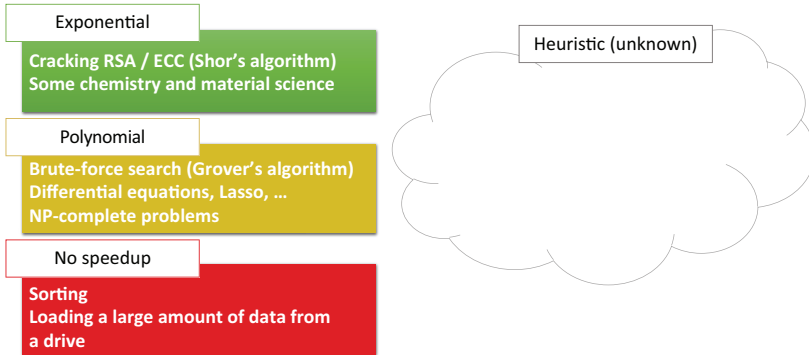 Exponential
Cracking RSA / ECC (Shor's algorithm)
Some chemistry and material science
Polynomial
Brute-force search (Grover's algorithm)
Differential equations, Lasso, ...
NP-complete problems
No speedup
Sorting
Loading a large amount of data from
a drive
Heuristic (unknown)